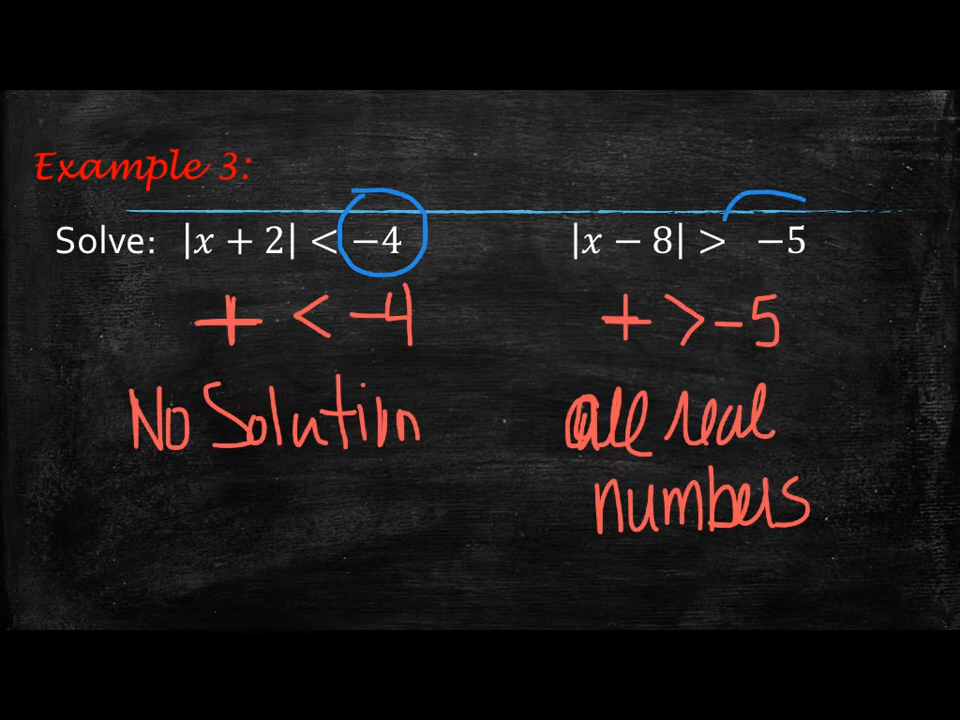 Example 3:
Solve: |x + 2| < −4
|x − 8| > −5
+ < -4
+ > -5
No Solution
all real
numbers